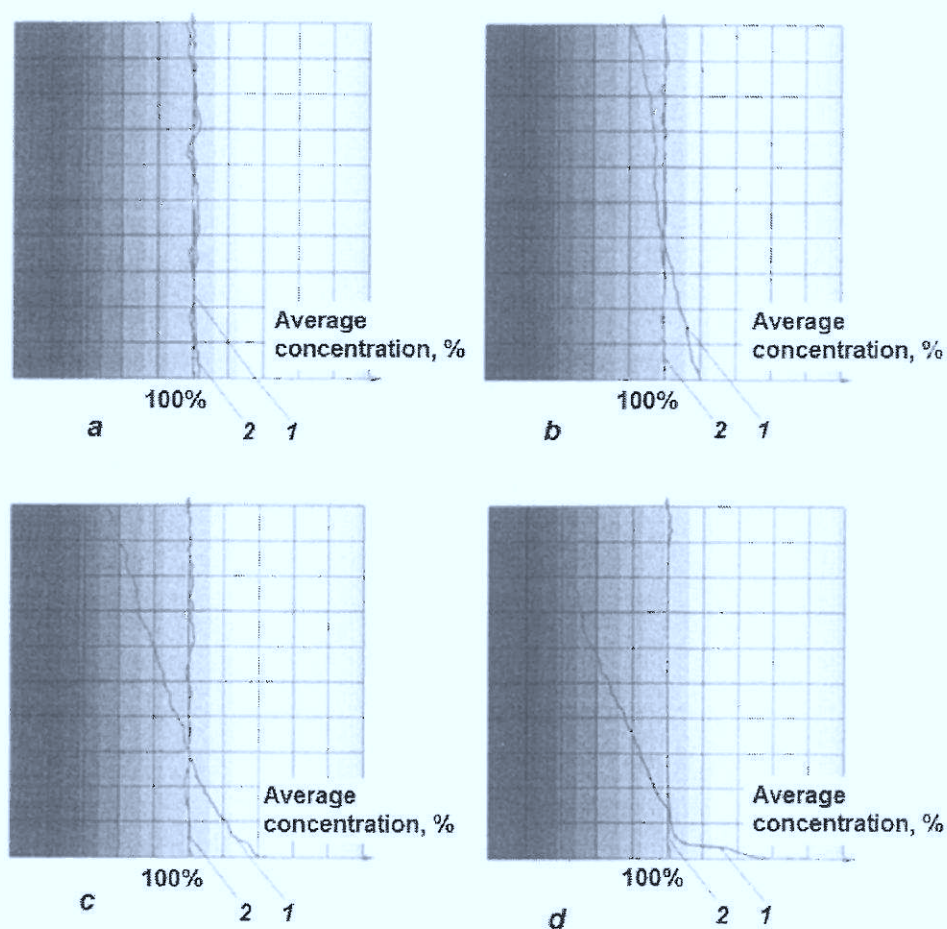 Average
concentration, %
100%
a
2
1
Average
concentration, %
100%
b
2
1
Average
concentration, %
100%
c
2
1
Average
concentration, %
100%
d
2
1